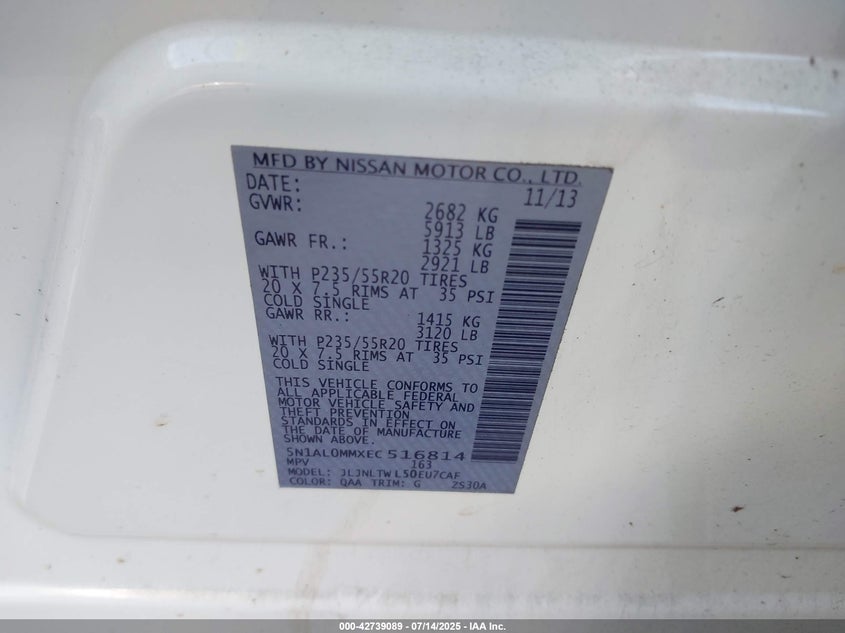 MFD BY NISSAN MOTOR CO., LTD.
DATE: 11/13
GVWR: 2682 KG
5913 LB
GAWR FR.: 1325 KG
2921 LB
WITH P235/55R20 TIRES
20 X 7.5 RIMS AT 35 PSI
COLD SINGLE
GAWR RR.: 1415 KG
3120 LB
WITH P235/55R20 TIRES
20 X 7.5 RIMS AT 35 PSI
COLD SINGLE
THIS VEHICLE CONFORMS TO
ALL APPLICABLE FEDERAL
MOTOR VEHICLE SAFETY AND
THEFT PREVENTION
STANDARDS IN EFFECT ON
THE DATE OF MANUFACTURE
SHOWN ABOVE.
5N1AL0MMXEC516814
MPV 163
MODEL: JLJNLTWL50EU7CAF
COLOR: QAA TRIM: G 2S30A
000-42739089 - 07/14/2025 - IAA Inc.